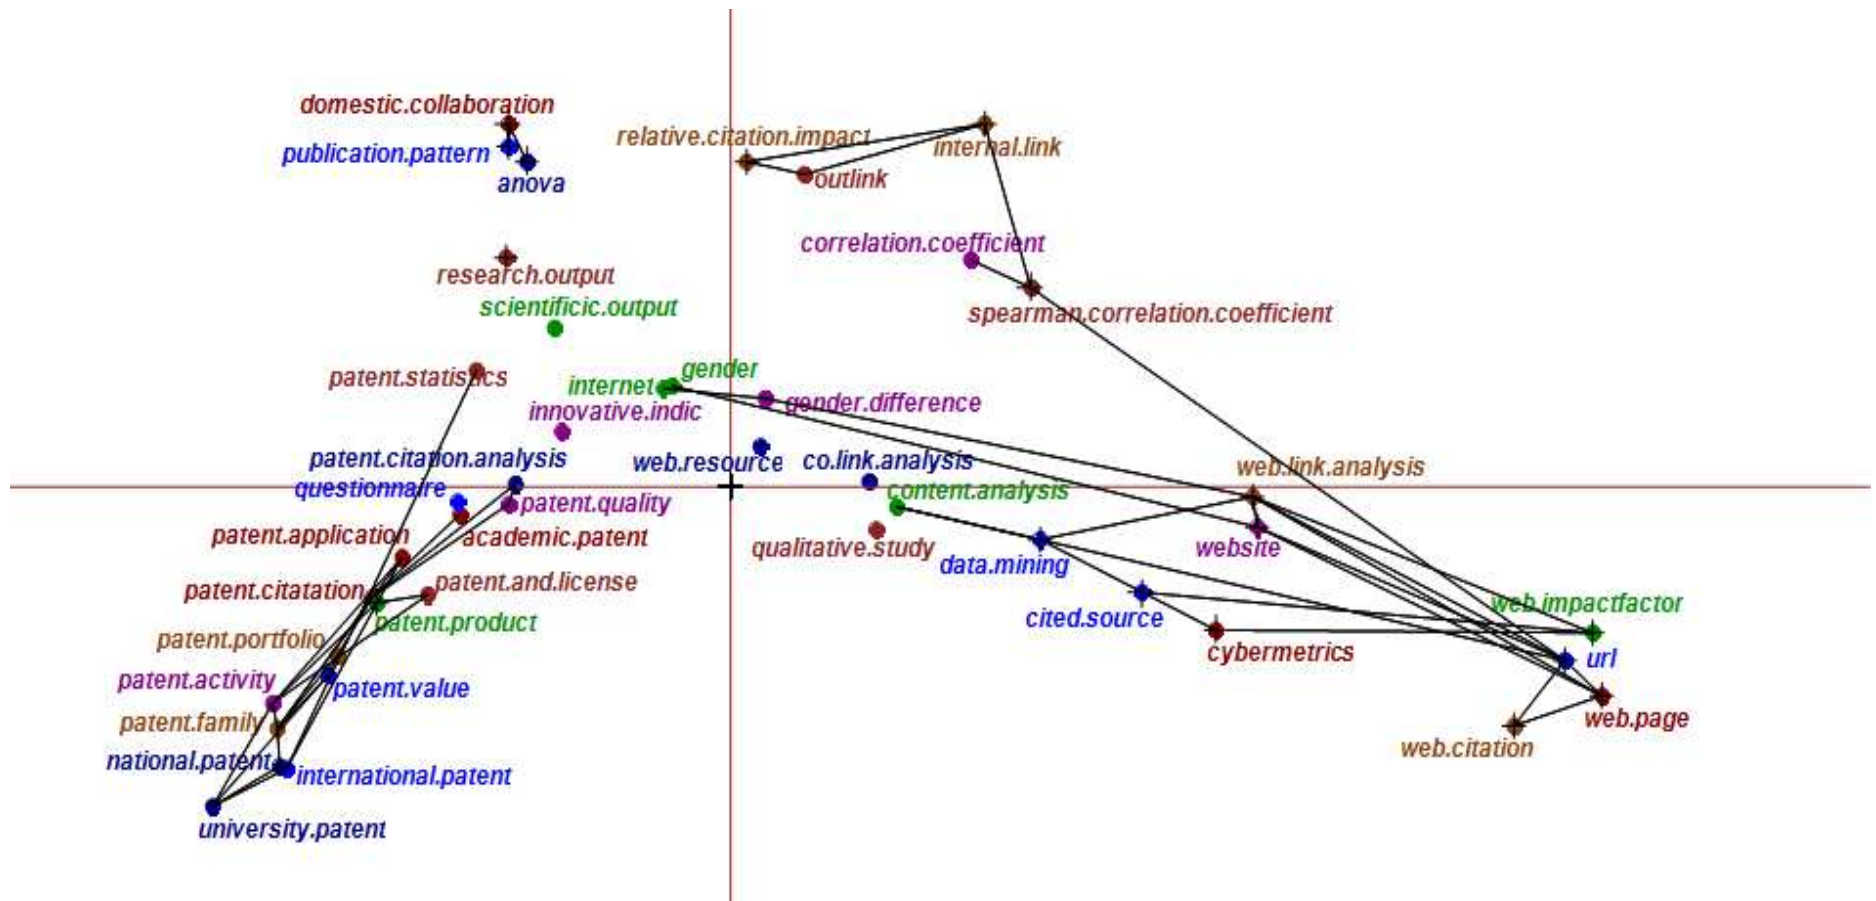 domestic.collaboration
relative.citation.impact
publication.pattern
internal.link
anova
outlink
correlation.coefficient
research.output
scientificic.output
spearman.correlation.coefficient
patent.statistics
gender
internet
innovative.indic
gender.difference
patent.citation.analysis
web.resource
co.link.analysis
web.link.analysis
questionnaire
content.analysis
patent.quality
patent.application
academic.patent
qualitative.study
website
data.mining
patent.citatation
patent.and.license
patent.product
cited.source
web.impactfactor
patent.portfolio
cybermetrics
url
patent.activity
patent.value
patent.family
web.page
web.citation
national.patent
international.patent
university.patent